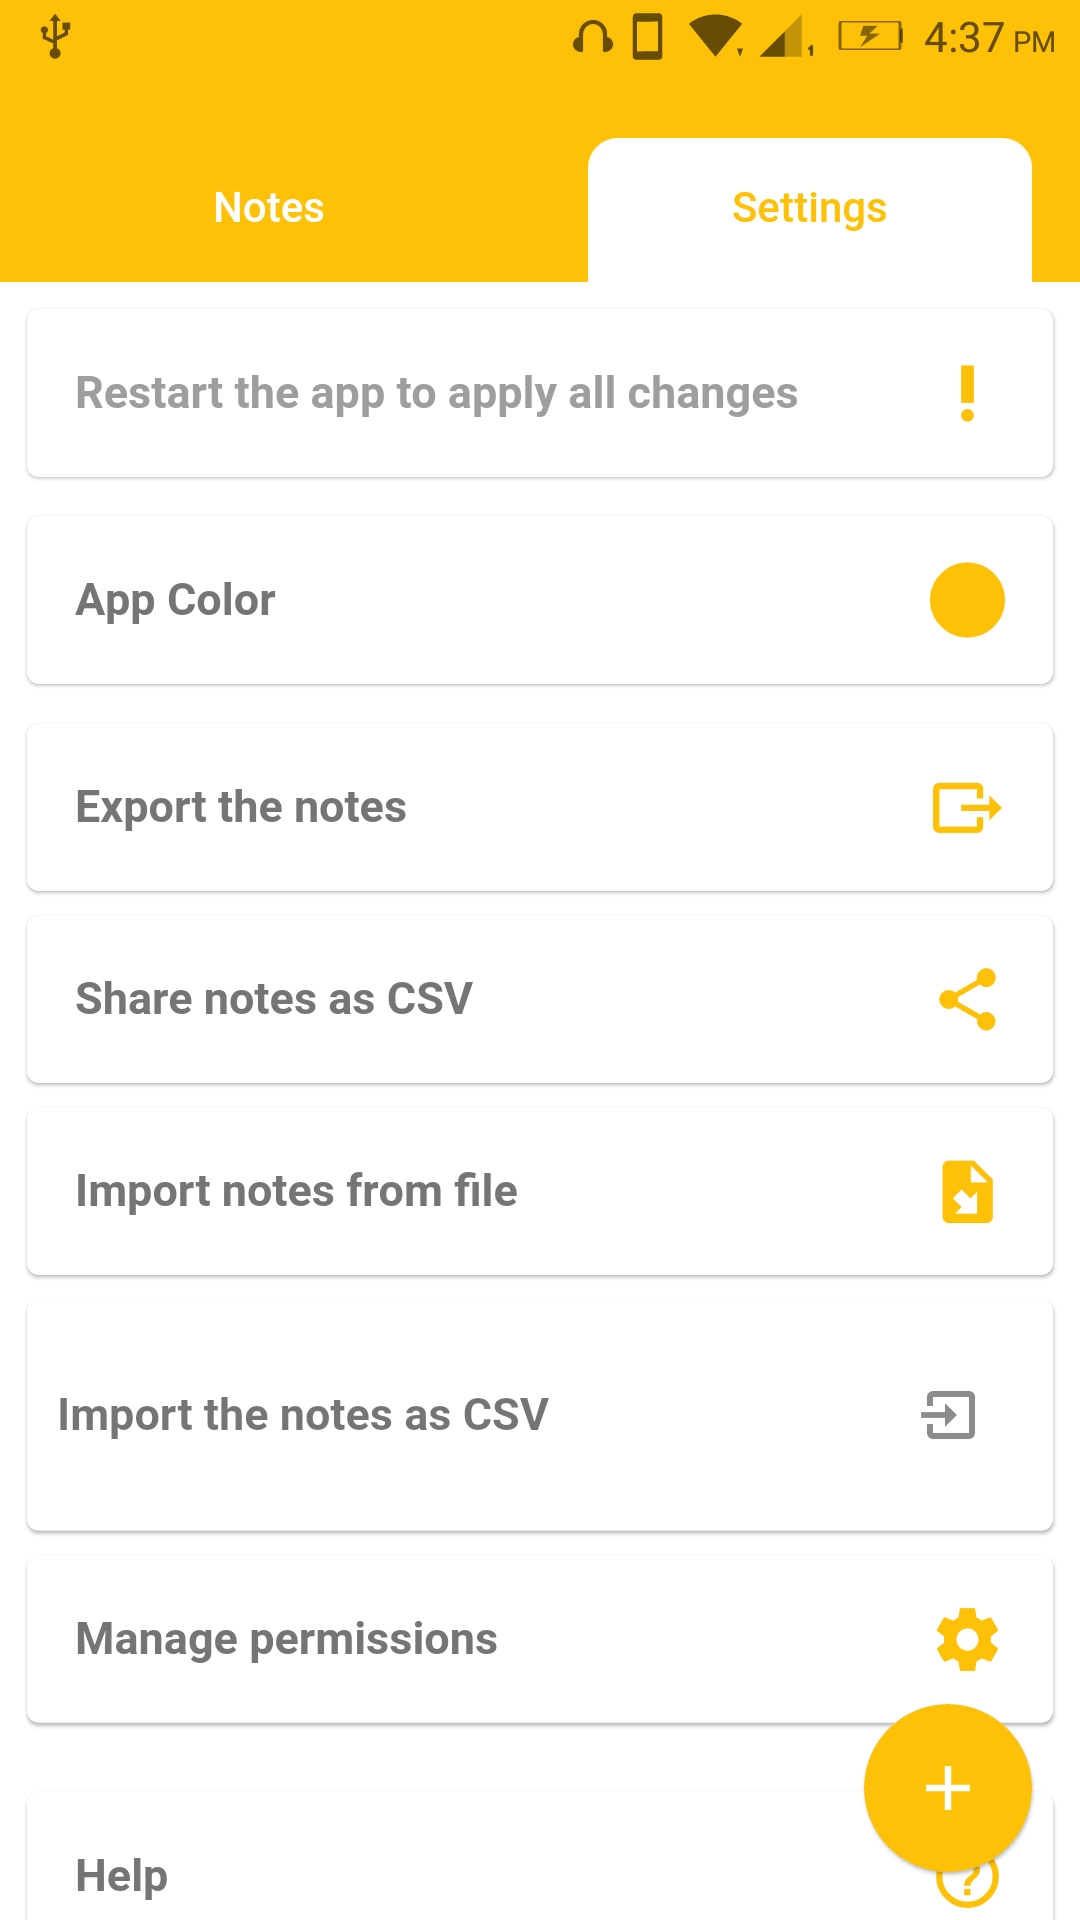 4:37 PM
Notes
Settings
Restart the app to apply all changes
App Color
Export the notes
Share notes as CSV
Import notes from file
Import the notes as CSV
Manage permissions
Help